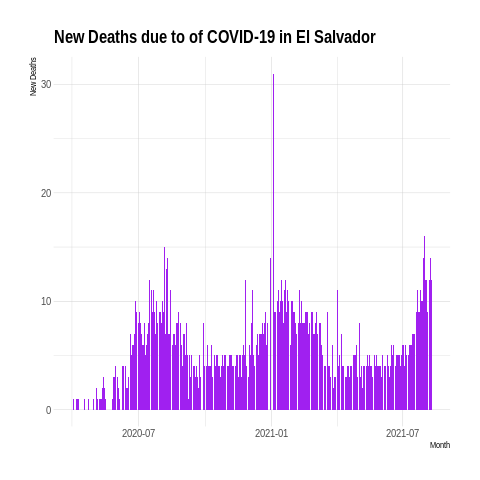 New Deaths due to of COVID-19 in El Salvador
New Deaths
30
20
10
0
2020-07
2021-01
2021-07
Month